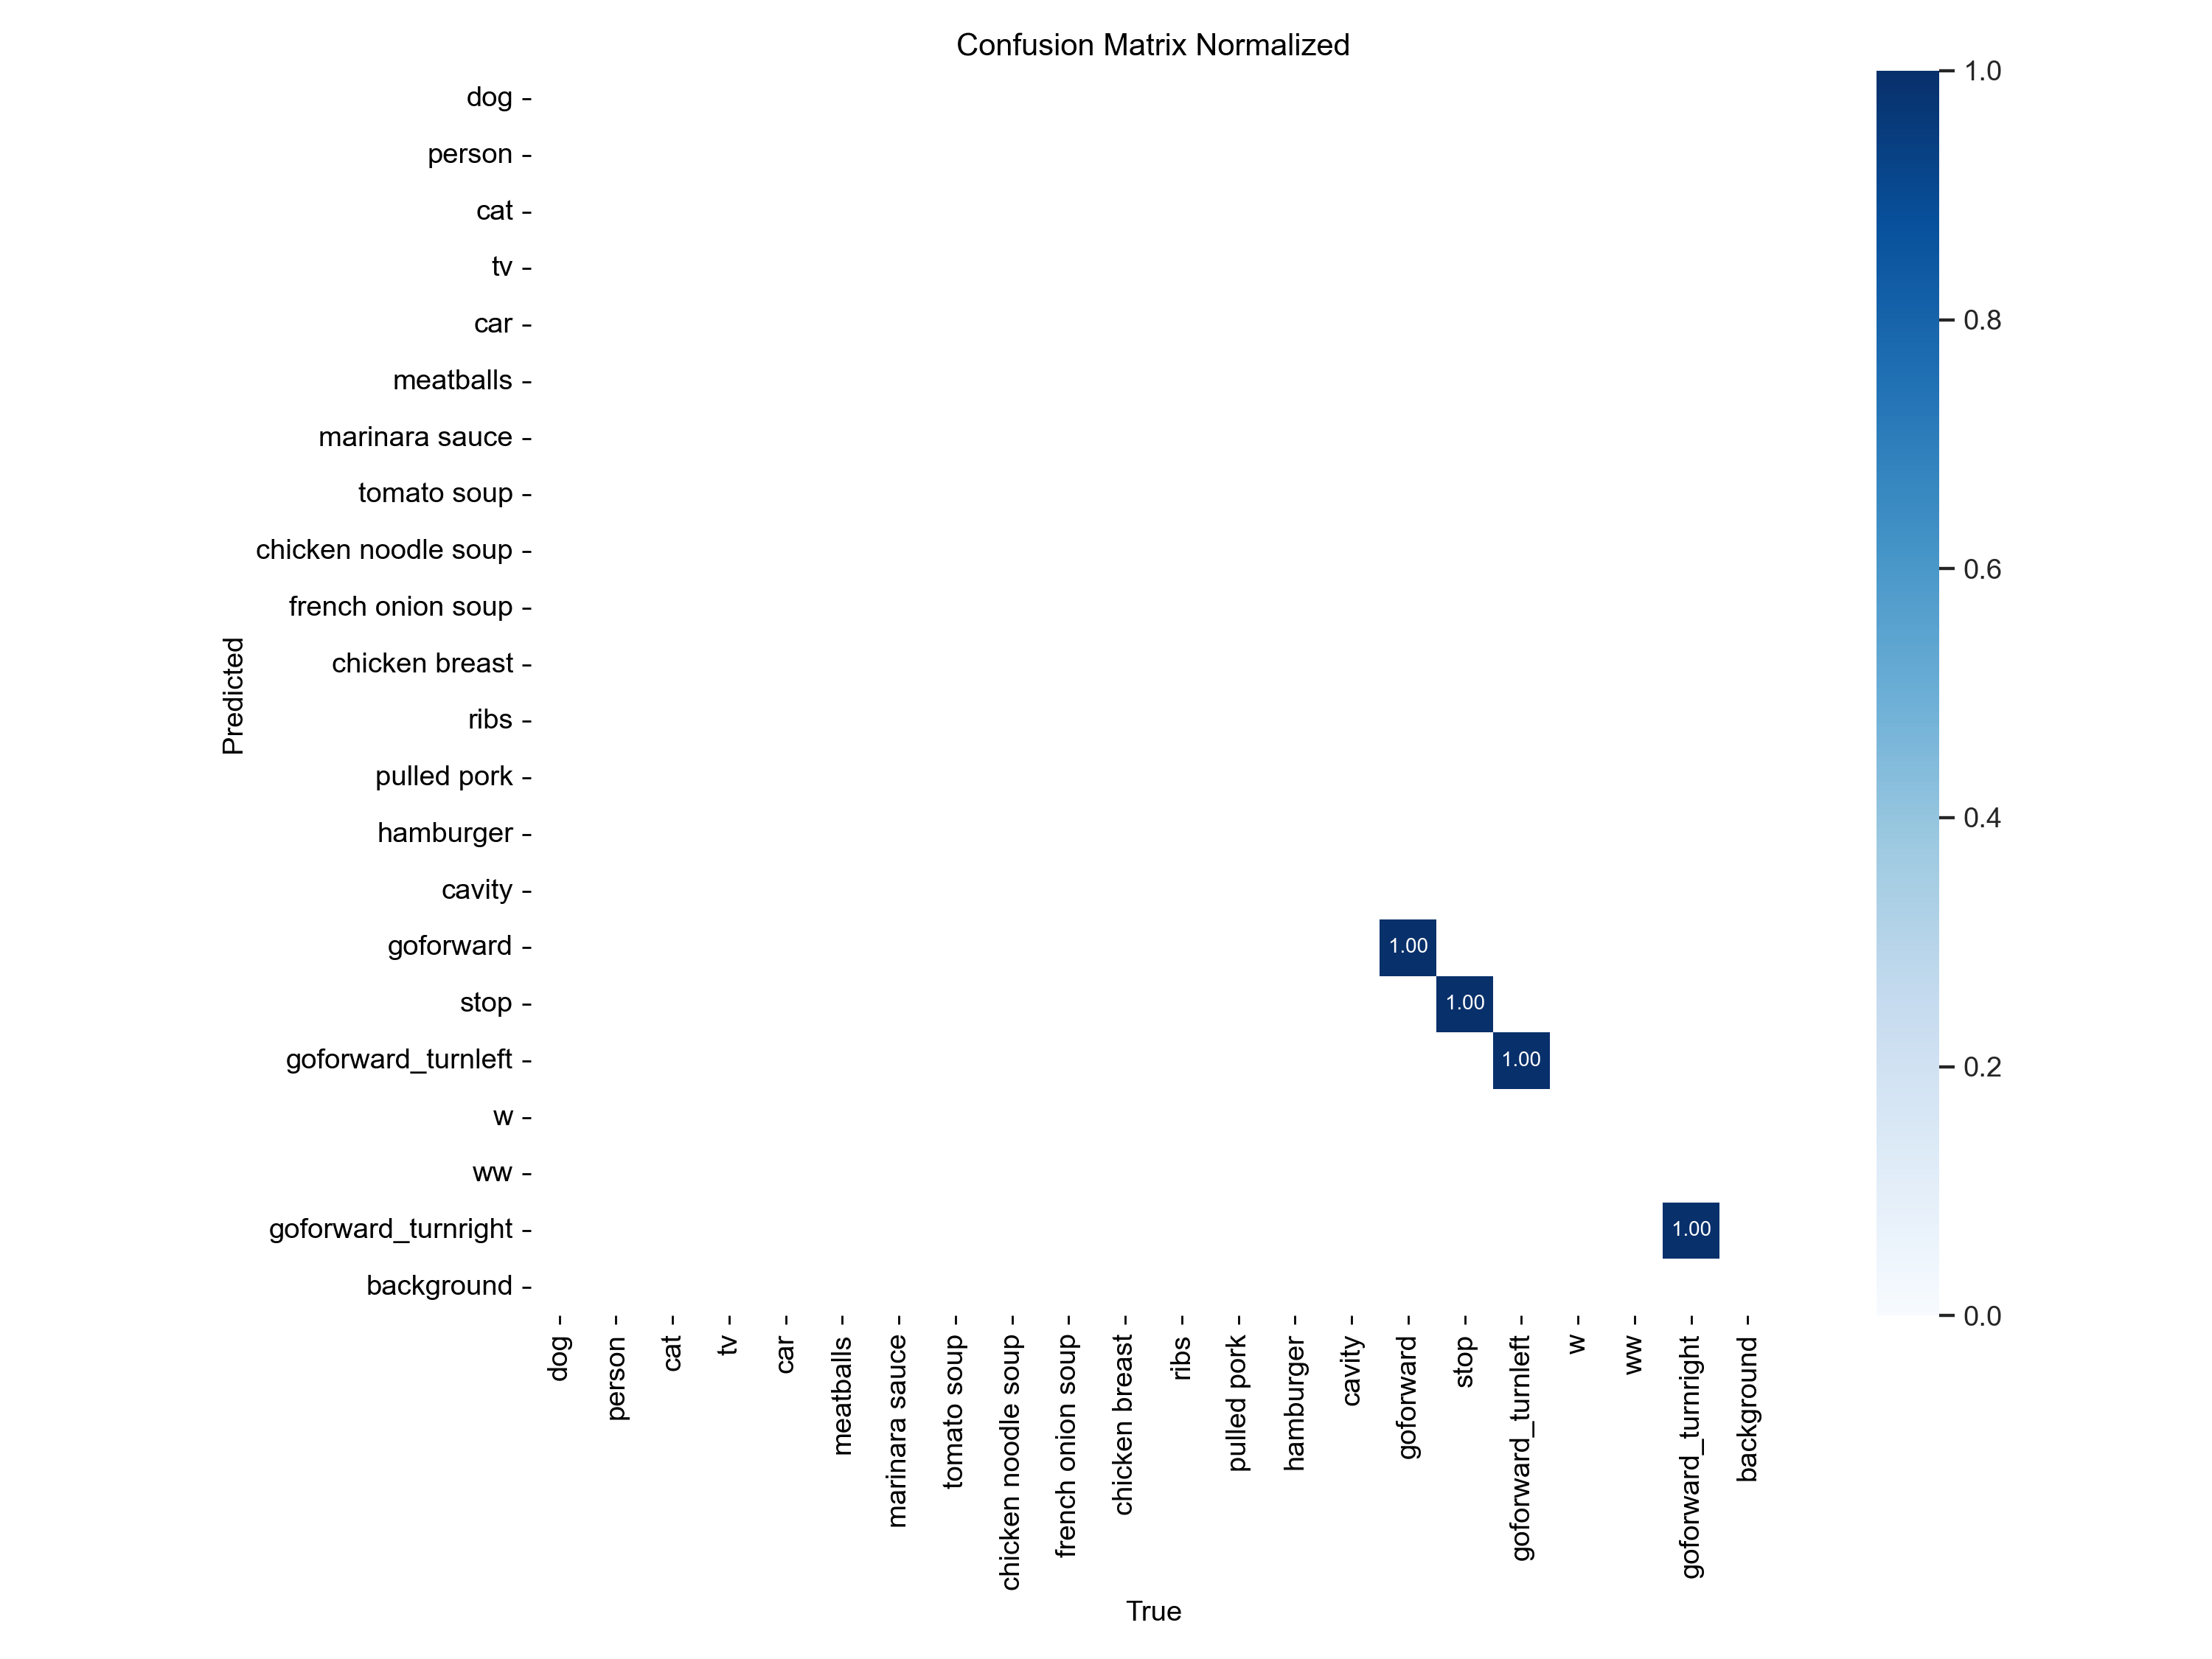 Confusion Matrix Normalized
dog
person
cat
tv
car
meatballs
marinara sauce
tomato soup
chicken noodle soup
french onion soup
chicken breast
ribs
pulled pork
hamburger
cavity
goforward
stop
goforward_turnleft
w
ww
goforward_turnright
background
Predicted
1.00
1.00
1.00
1.00
dog
person
cat
tv
car
meatballs
marinara sauce
tomato soup
chicken noodle soup
french onion soup
chicken breast
ribs
pulled pork
hamburger
cavity
goforward
stop
goforward_turnleft
w
ww
goforward_turnright
background
True
1.0
0.8
0.6
0.4
0.2
0.0